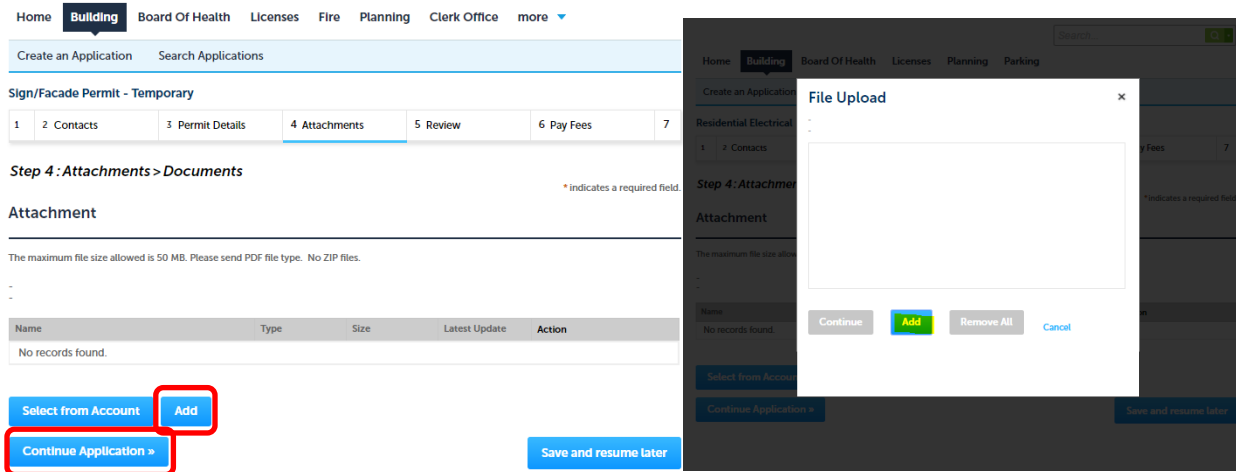 Home Building Board Of Health Licenses Fire Planning Clerk Office more
Create an Application Search Applications
Sign/Facade Permit - Temporary
1 2 Contacts 3 Permit Details 4 Attachments 5 Review 6 Pay Fees 7
Step 4 : Attachments > Documents
* indicates a required field.
Attachment
The maximum file size allowed is 50 MB. Please send PDF file type. No ZIP files.
-
-
Name Type Size Latest Update Action
No records found.
Select from Account Add
Continue Application » Save and resume later
Search...
Home Building Board Of Health Licenses Planning Parking
Create an Application
Residential Electrical
1 2 Contacts y Fees 7
Step 4 : Attachmen
*indicates a required field
Attachment
The maximum file size allow
-
-
Name
No records found.
Select from Accoun
Continue Application » Save and resume later
File Upload ×
-
-
Continue Add Remove All Cancel